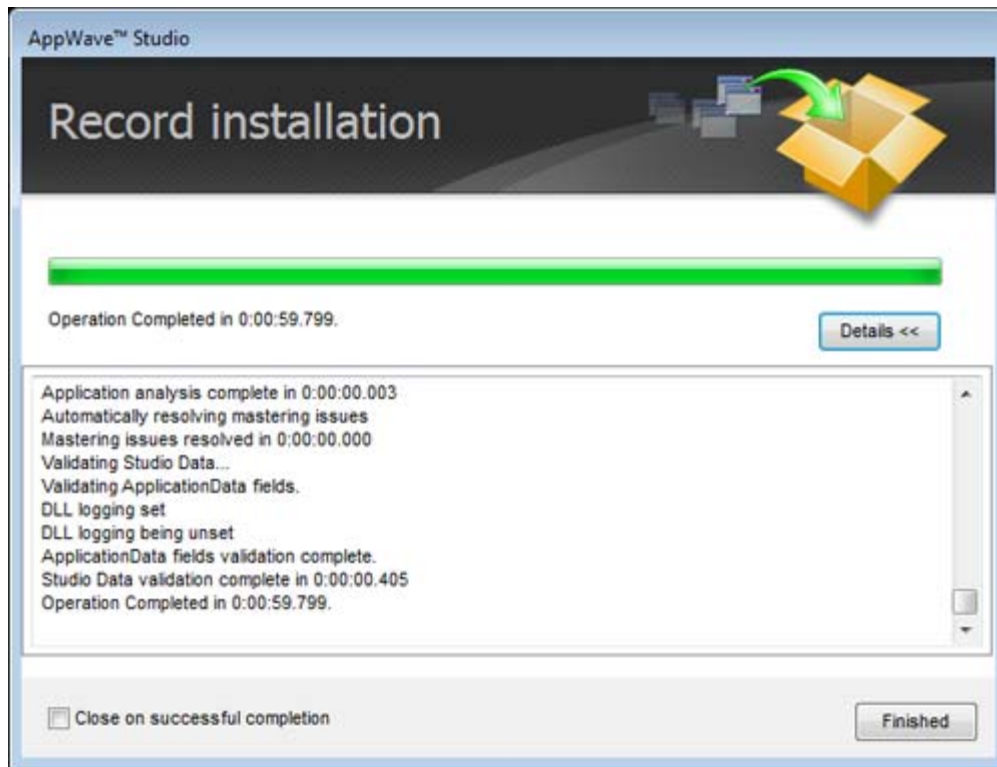 AppWave™ Studio
Record installation
Operation Completed in 0:00:59.799.
Details <<
Application analysis complete in 0:00:00.003
Automatically resolving mastering issues
Mastering issues resolved in 0:00:00.000
Validating Studio Data...
Validating ApplicationData fields.
DLL logging set
DLL logging being unset
ApplicationData fields validation complete.
Studio Data validation complete in 0:00:00.405
Operation Completed in 0:00:59.799.
Close on successful completion
Finished